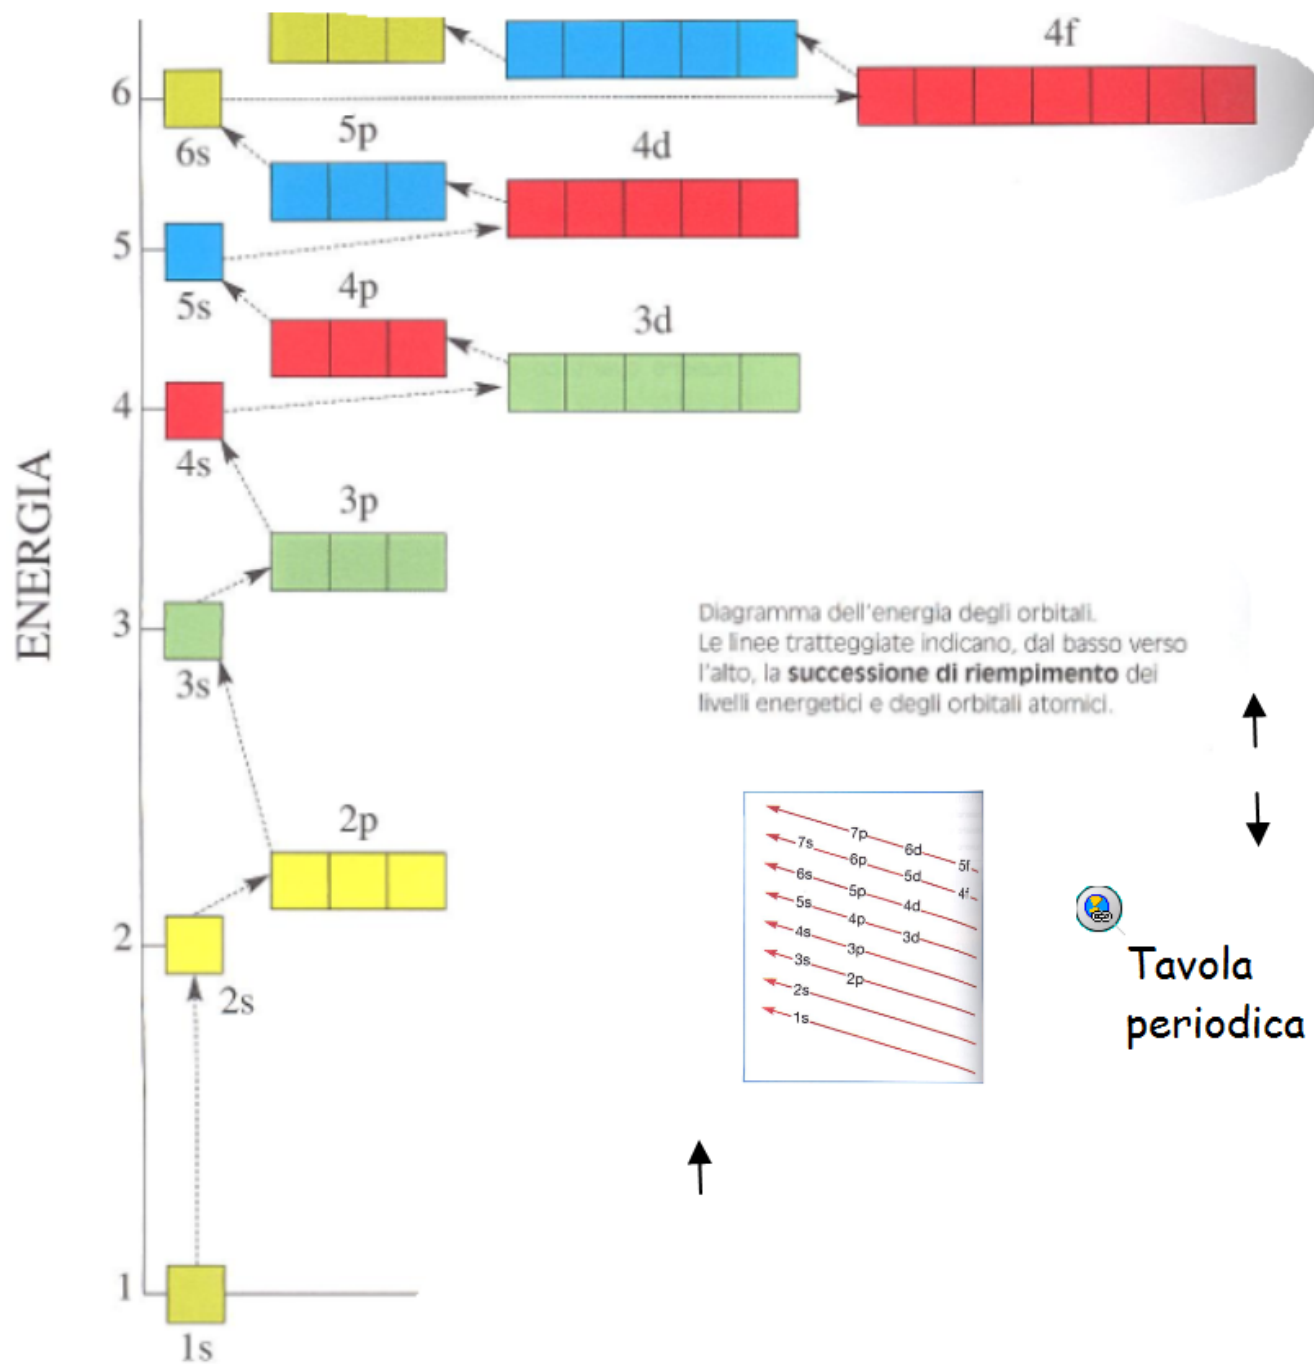 4f
6
6s
5p
4d
5
5s
4p
3d
4
4s
3p
ENERGIA
3
3s
Diagramma dell'energia degli orbitali.
Le linee tratteggiate indicano, dal basso verso
l'alto, la successione di riempimento dei
livelli energetici e degli orbitali atomici.
2p
2
2s
7p 6d 5f
7s 6p 5d 4f
6s 5p 4d
5s 4p 3d
4s 3p
3s 2p
2s
1s
Tavola
periodica
1
1s